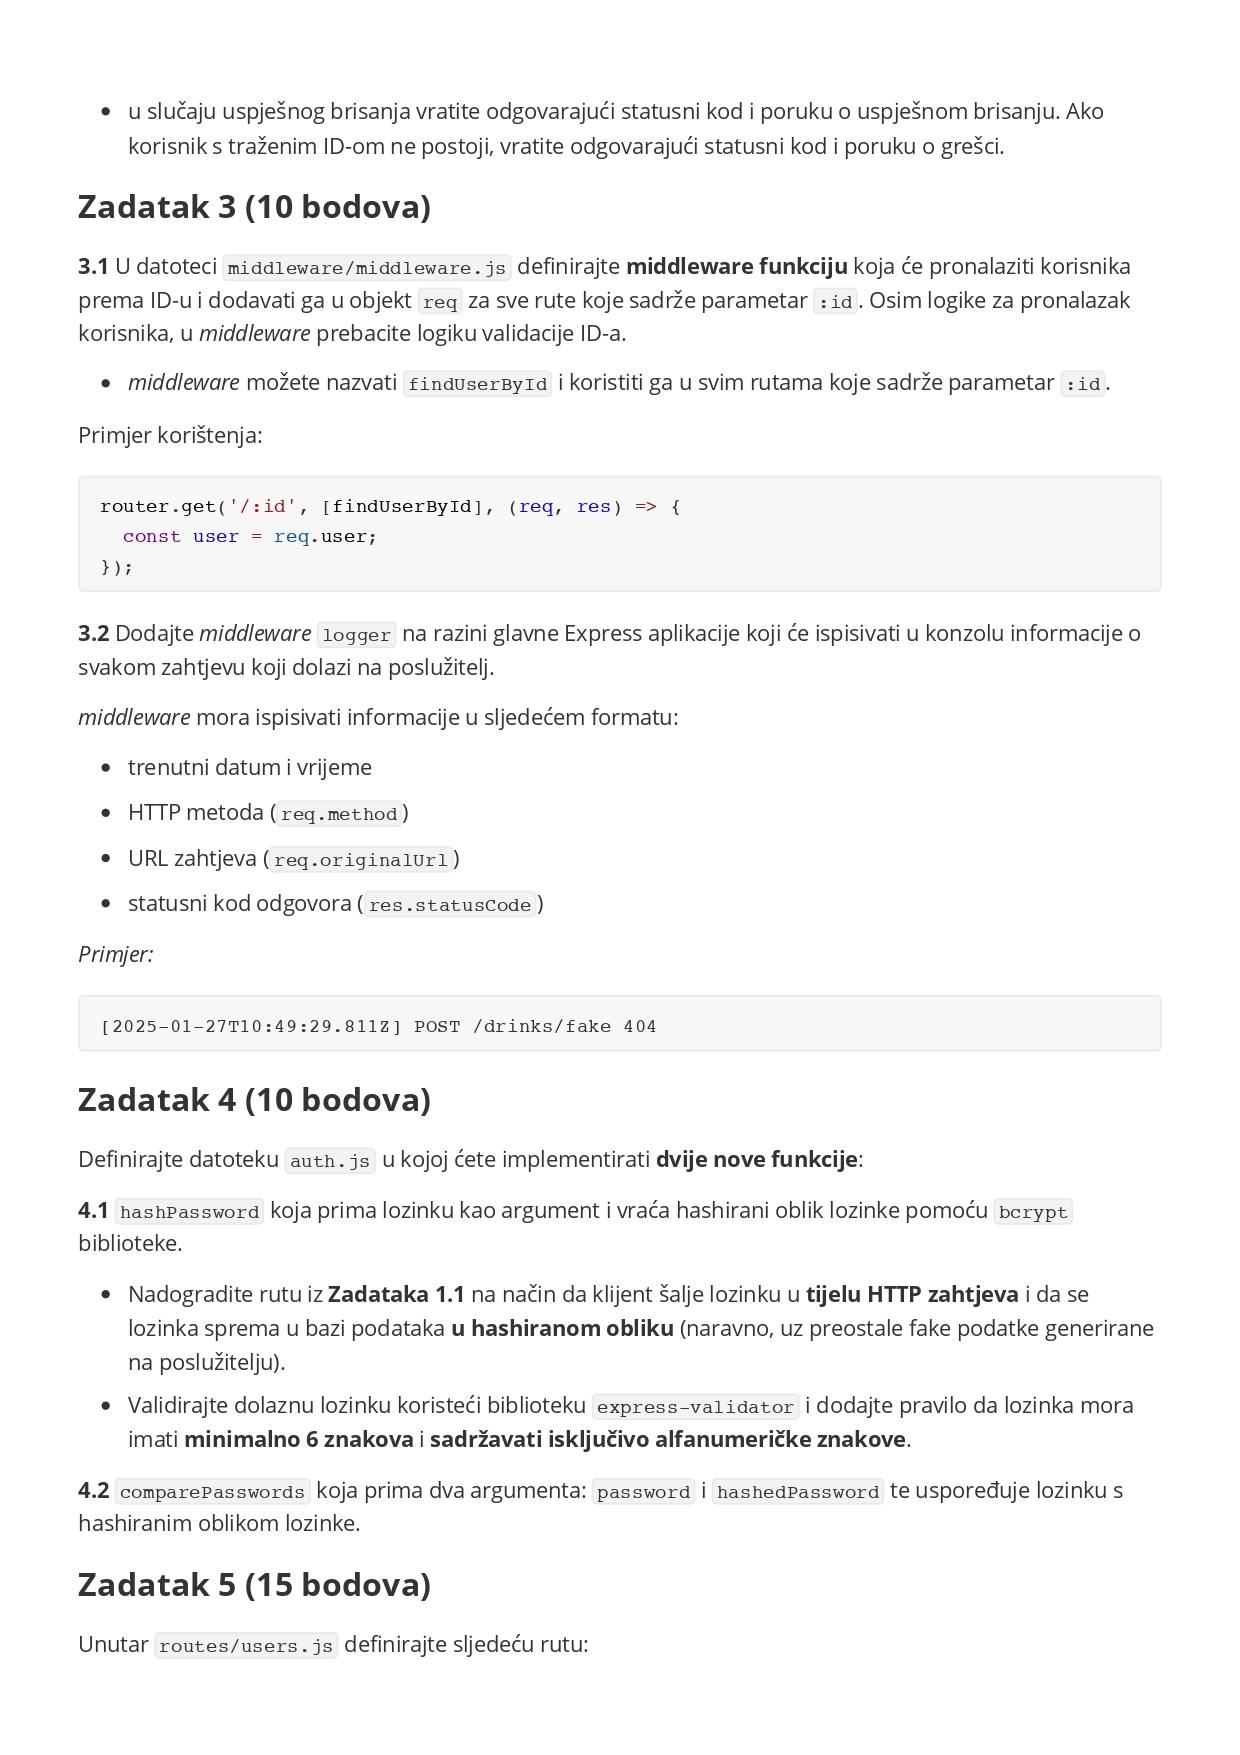 u slučaju uspješnog brisanja vratite odgovarajući statusni kod i poruku o uspješnom brisanju. Ako
korisnik s traženim ID-om ne postoji, vratite odgovarajući statusni kod i poruku o grešci.
Zadatak 3 (10 bodova)
3.1 U datoteci middleware/middleware.js definirajte middleware funkciju koja će pronalaziti korisnika
prema ID-u i dodavati ga u objekt req za sve rute koje sadrže parametar :id. Osim logike za pronalazak
korisnika, u middleware prebacite logiku validacije ID-a.
middleware možete nazvati findUserById i koristiti ga u svim rutama koje sadrže parametar :id.
Primjer korištenja:
router.get('/:id', [findUserById], (req, res) => {
  const user = req.user;
});
3.2 Dodajte middleware logger na razini glavne Express aplikacije koji će ispisivati u konzolu informacije o
svakom zahtjevu koji dolazi na poslužitelj.
middleware mora ispisivati informacije u sljedećem formatu:
trenutni datum i vrijeme
HTTP metoda (req.method)
URL zahtjeva (req.originalUrl)
statusni kod odgovora (res.statusCode)
Primjer:
[2025-01-27T10:49:29.811Z] POST /drinks/fake 404
Zadatak 4 (10 bodova)
Definirajte datoteku auth.js u kojoj ćete implementirati dvije nove funkcije:
4.1 hashPassword koja prima lozinku kao argument i vraća hashirani oblik lozinke pomoću bcrypt
biblioteke.
Nadogradite rutu iz Zadataka 1.1 na način da klijent šalje lozinku u tijelu HTTP zahtjeva i da se
lozinka sprema u bazi podataka u hashiranom obliku (naravno, uz preostale fake podatke generirane
na poslužitelju).
Validirajte dolaznu lozinku koristeći biblioteku express-validator i dodajte pravilo da lozinka mora
imati minimalno 6 znakova i sadržavati isključivo alfanumeričke znakove.
4.2 comparePasswords koja prima dva argumenta: password i hashedPassword te uspoređuje lozinku s
hashiranim oblikom lozinke.
Zadatak 5 (15 bodova)
Unutar routes/users.js definirajte sljedeću rutu: